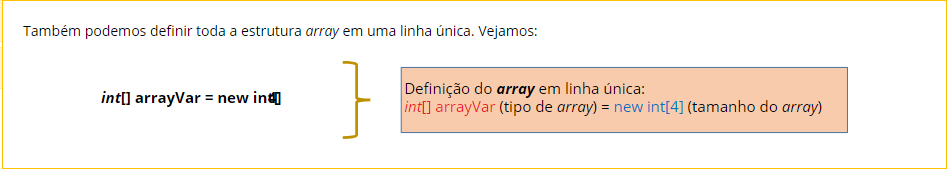 Também podemos definir toda a estrutura array em uma linha única. Vejamos:
int[] arrayVar = new int[4]
Definição do array em linha única:
int[] arrayVar (tipo de array) = new int[4] (tamanho do array)